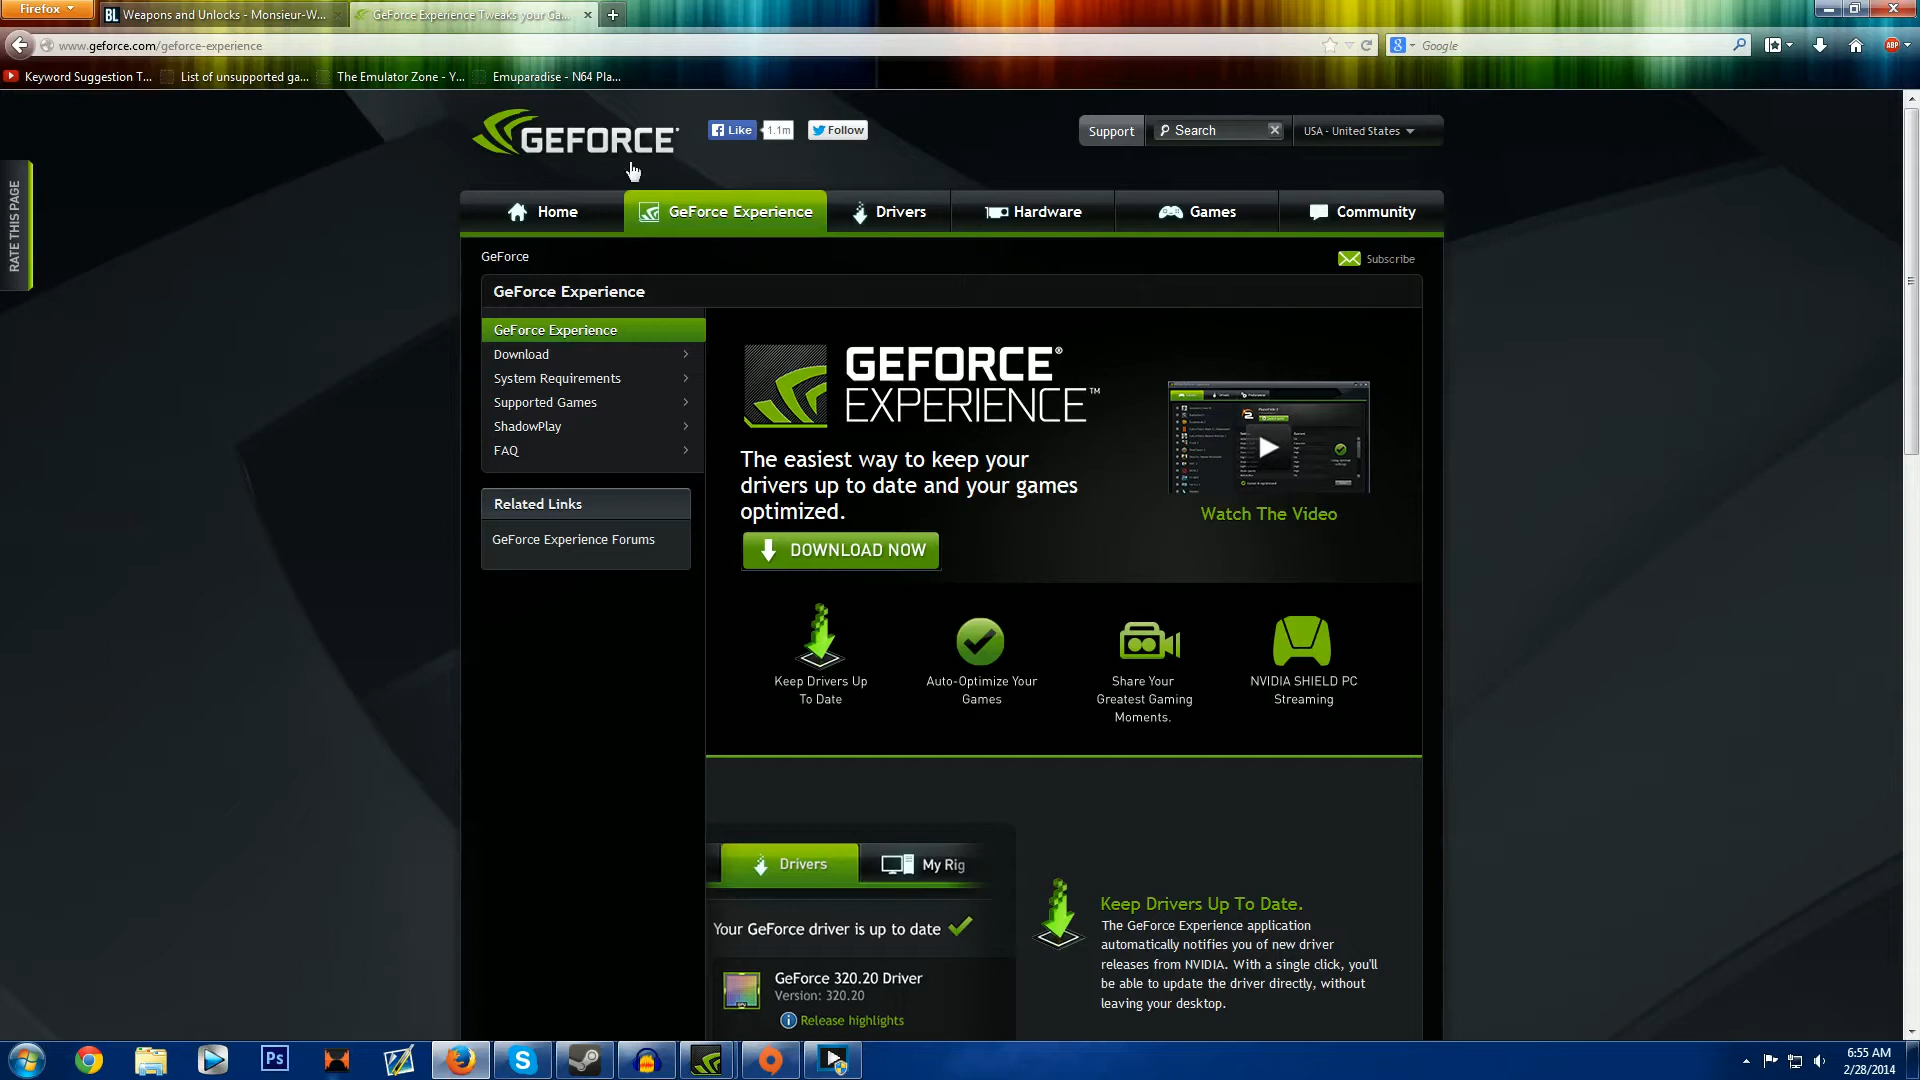 Firefox
Weapons and Unlocks - Monsieur-W...
GeForce Experience Tweaks your Ga...
www.geforce.com/geforce-experience
Google
Keyword Suggestion T...
List of unsupported ga...
The Emulator Zone - Y...
Emuparadise - N64 Pla...
GEFORCE
Like
1.1m
Follow
Support
Search
USA - United States
RATE THIS PAGE
Home
GeForce Experience
Drivers
Hardware
Games
Community
GeForce
Subscribe
GeForce Experience
GeForce Experience
Download
System Requirements
Supported Games
ShadowPlay
FAQ
Related Links
GeForce Experience Forums
GEFORCE®
EXPERIENCE™
The easiest way to keep your
drivers up to date and your games
optimized.
DOWNLOAD NOW
Watch The Video
Keep Drivers Up
To Date
Auto-Optimize Your
Games
Share Your
Greatest Gaming
Moments.
NVIDIA SHIELD PC
Streaming
Drivers
My Rig
Your GeForce driver is up to date
GeForce 320.20 Driver
Version: 320.20
Release highlights
Keep Drivers Up To Date.
The GeForce Experience application
automatically notifies you of new driver
releases from NVIDIA. With a single click, you'll
be able to update the driver directly, without
leaving your desktop.
6:55 AM
2/28/2014